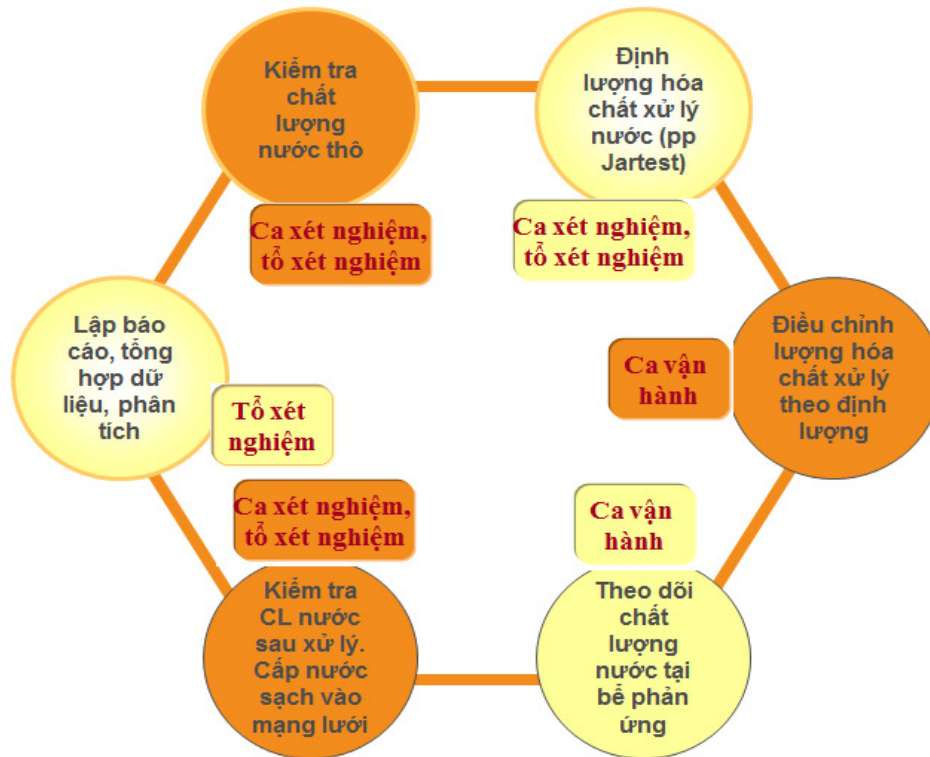 Kiểm tra
chất
lượng
nước thô
Ca xét nghiệm,
tổ xét nghiệm
Định
lượng hóa
chất xử lý
nước (pp
Jartest)
Ca xét nghiệm,
tổ xét nghiệm
Điều chỉnh
lượng hóa
chất xử lý
theo định
lượng
Ca vận
hành
Theo dõi
chất
lượng
nước tại
bể phản
ứng
Ca vận
hành
Kiểm tra
CL nước
sau xử lý.
Cấp nước
sạch vào
mạng lưới
Ca xét nghiệm,
tổ xét nghiệm
Lập báo
cáo, tổng
hợp dữ
liệu, phân
tích
Tổ xét
nghiệm